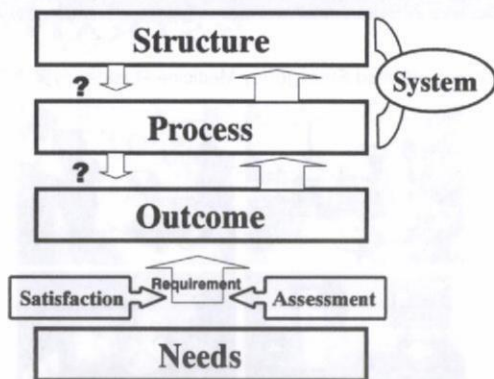 Structure
System
?
Process
?
Outcome
Requirement
Satisfaction
Assessment
Needs